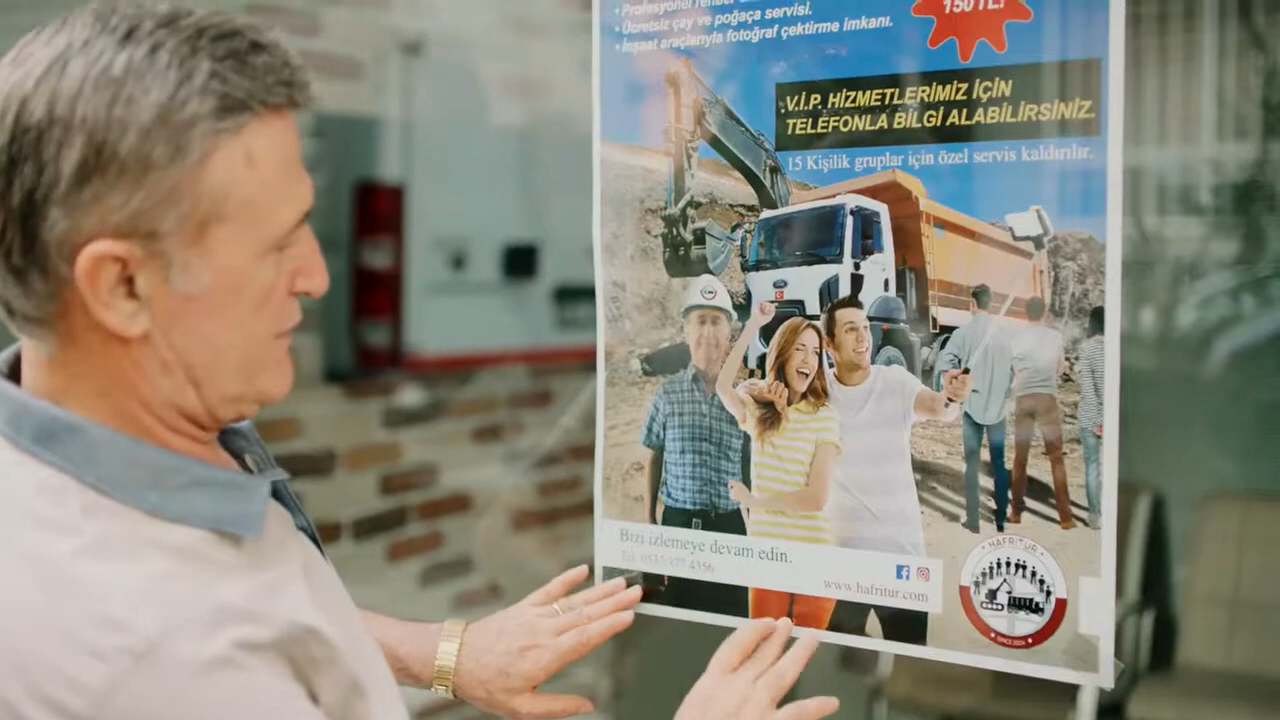 • Profesyonel rehber
• Ücretsiz çay ve poğaça servisi.
• İnşaat araçlarıyla fotoğraf çektirme imkanı.
150 TL!
V.İ.P. HİZMETLERİMİZ İÇİN
TELEFONLA BİLGİ ALABİLİRSİNİZ.
15 Kişilik gruplar için özel servis kaldırılır.
Bizi izlemeye devam edin.
www.hafritur.com
• HAFRİTUR •
SINCE 2004